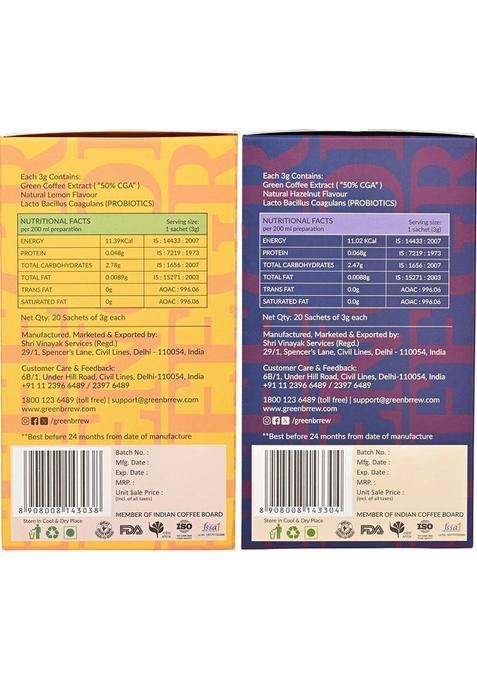 Each 3g Contains:
Green Coffee Extract ( "50% CGA" )
Natural Lemon Flavour
Lacto Bacillus Coagulans (PROBIOTICS)
NUTRITIONAL FACTS Serving size:
per 200 ml preparation 1 sachet (3g)
ENERGY 11.39KCal IS : 14433 : 2007
PROTEIN 0.048g IS : 7219 : 1973
TOTAL CARBOHYDRATES 2.78g IS : 1656 : 2007
TOTAL FAT 0.0089g IS : 15271 : 2003
TRANS FAT 0g AOAC : 996.06
SATURATED FAT 0g AOAC : 996.06
Net Qty: 20 Sachets of 3g each
Manufactured, Marketed & Exported by:
Shri Vinayak Services (Regd.)
29/1, Spencer's Lane, Civil Lines, Delhi - 110054, India
Customer Care & Feedback:
6B/1, Under Hill Road, Civil Lines, Delhi-110054, India
+91 11 2396 6489 / 2397 6489
1800 123 6489 (toll free) | support@greenbrrew.com
www.greenbrrew.com
/greenbrrew
**Best before 24 months from date of manufacture
Batch No. :
Mfg. Date :
Exp. Date :
MRP. :
Unit Sale Price :
(Incl. of all taxes)
8908008143038
MEMBER OF INDIAN COFFEE BOARD
Store in Cool & Dry Place
FDA
ISO
fssai
Each 3g Contains:
Green Coffee Extract ( "50% CGA" )
Natural Hazelnut Flavour
Lacto Bacillus Coagulans (PROBIOTICS)
NUTRITIONAL FACTS Serving size:
per 200 ml preparation 1 sachet (3g)
ENERGY 11.02 KCal IS : 14433 : 2007
PROTEIN 0.068g IS : 7219 : 1973
TOTAL CARBOHYDRATES 2.47g IS : 1656 : 2007
TOTAL FAT 0.0088g IS : 15271 : 2003
TRANS FAT 0.0g AOAC : 996.06
SATURATED FAT 0.0g AOAC : 996.06
Net Qty: 20 Sachets of 3g each
Manufactured, Marketed & Exported by:
Shri Vinayak Services (Regd.)
29/1, Spencer's Lane, Civil Lines, Delhi - 110054, India
Customer Care & Feedback:
6B/1, Under Hill Road, Civil Lines, Delhi-110054, India
+91 11 2396 6489 / 2397 6489
1800 123 6489 (toll free) | support@greenbrrew.com
www.greenbrrew.com
/greenbrrew
**Best before 24 months from date of manufacture
Batch No. :
Mfg. Date :
Exp. Date :
MRP. :
Unit Sale Price :
(Incl. of all taxes)
8908008143304
MEMBER OF INDIAN COFFEE BOARD
Store in Cool & Dry Place
FDA
ISO
fssai